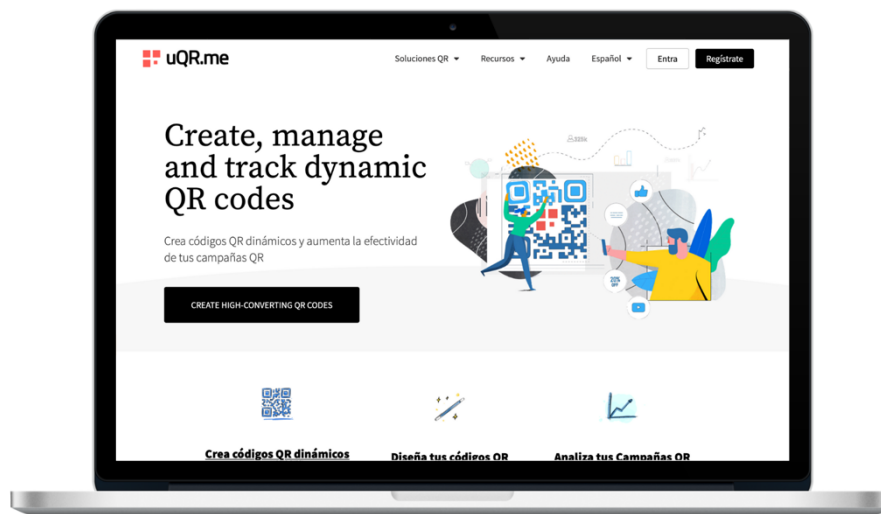 uQR.me
Soluciones QR
Recursos
Ayuda
Español
Entra
Regístrate
Create, manage
and track dynamic
QR codes
Crea códigos QR dinámicos y aumenta la efectividad
de tus campañas QR
CREATE HIGH-CONVERTING QR CODES
Crea códigos QR dinámicos
Diseña tus códigos QR
Analiza tus Campañas QR